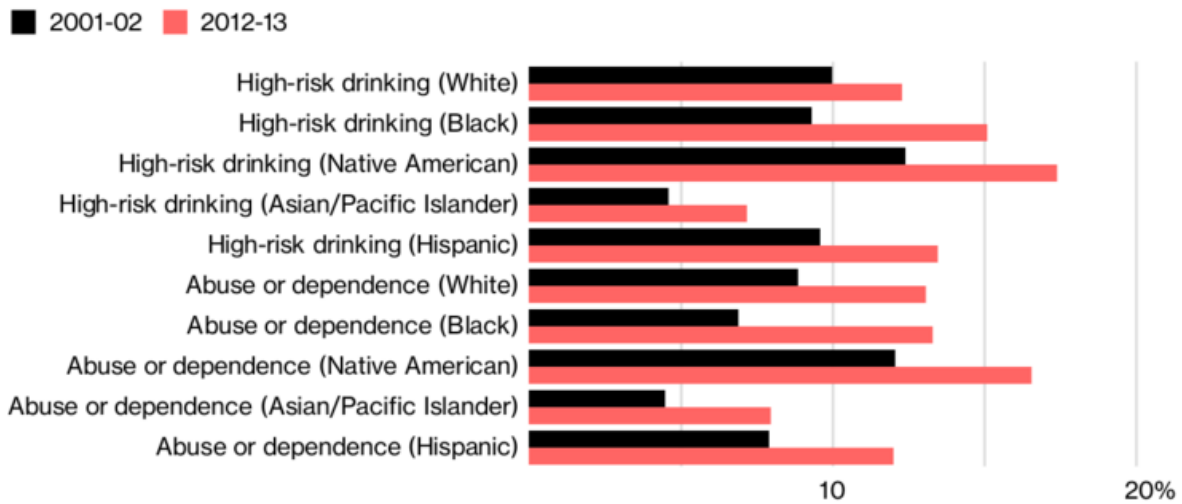 2001-02 2012-13
High-risk drinking (White)
High-risk drinking (Black)
High-risk drinking (Native American)
High-risk drinking (Asian/Pacific Islander)
High-risk drinking (Hispanic)
Abuse or dependence (White)
Abuse or dependence (Black)
Abuse or dependence (Native American)
Abuse or dependence (Asian/Pacific Islander)
Abuse or dependence (Hispanic)
10 20%